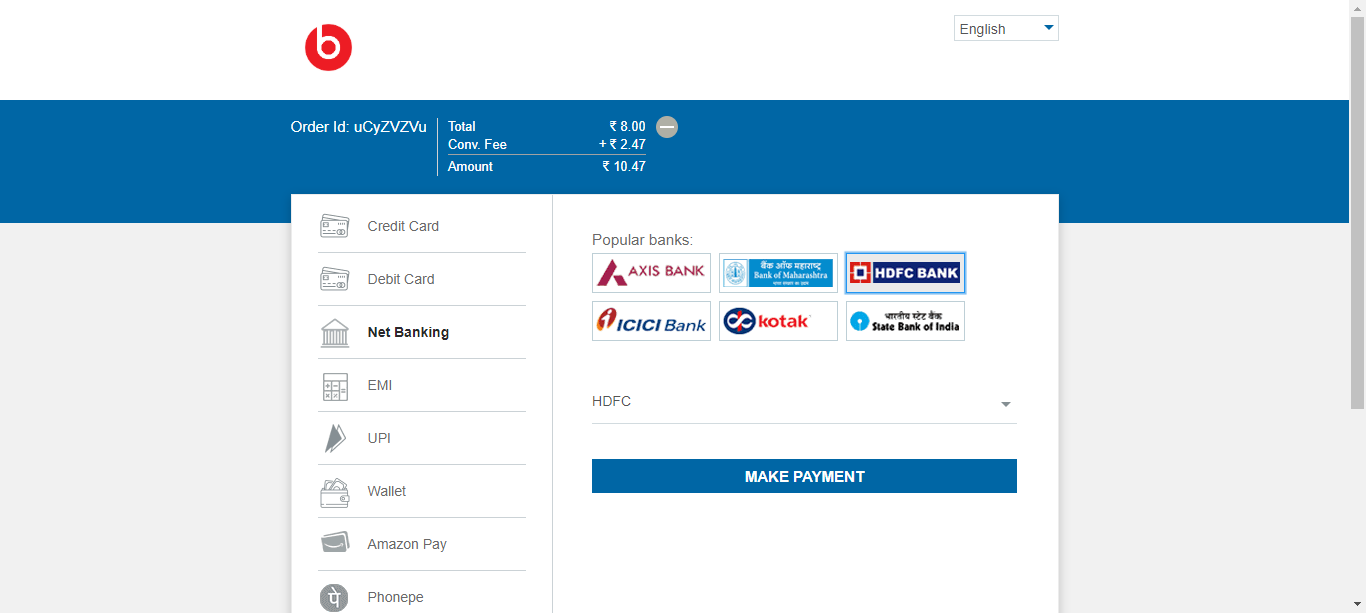 b
English
Order Id: uCyZVZVu
Total ₹ 8.00
Conv. Fee + ₹ 2.47
Amount ₹ 10.47
Credit Card
Debit Card
Net Banking
EMI
UPI
Wallet
Amazon Pay
पे
Phonepe
Popular banks:
AXIS BANK
बैंक ऑफ महाराष्ट्र
Bank of Maharashtra
HDFC BANK
ICICI Bank
kotak
भारतीय स्टेट बैंक
State Bank of India
HDFC
MAKE PAYMENT